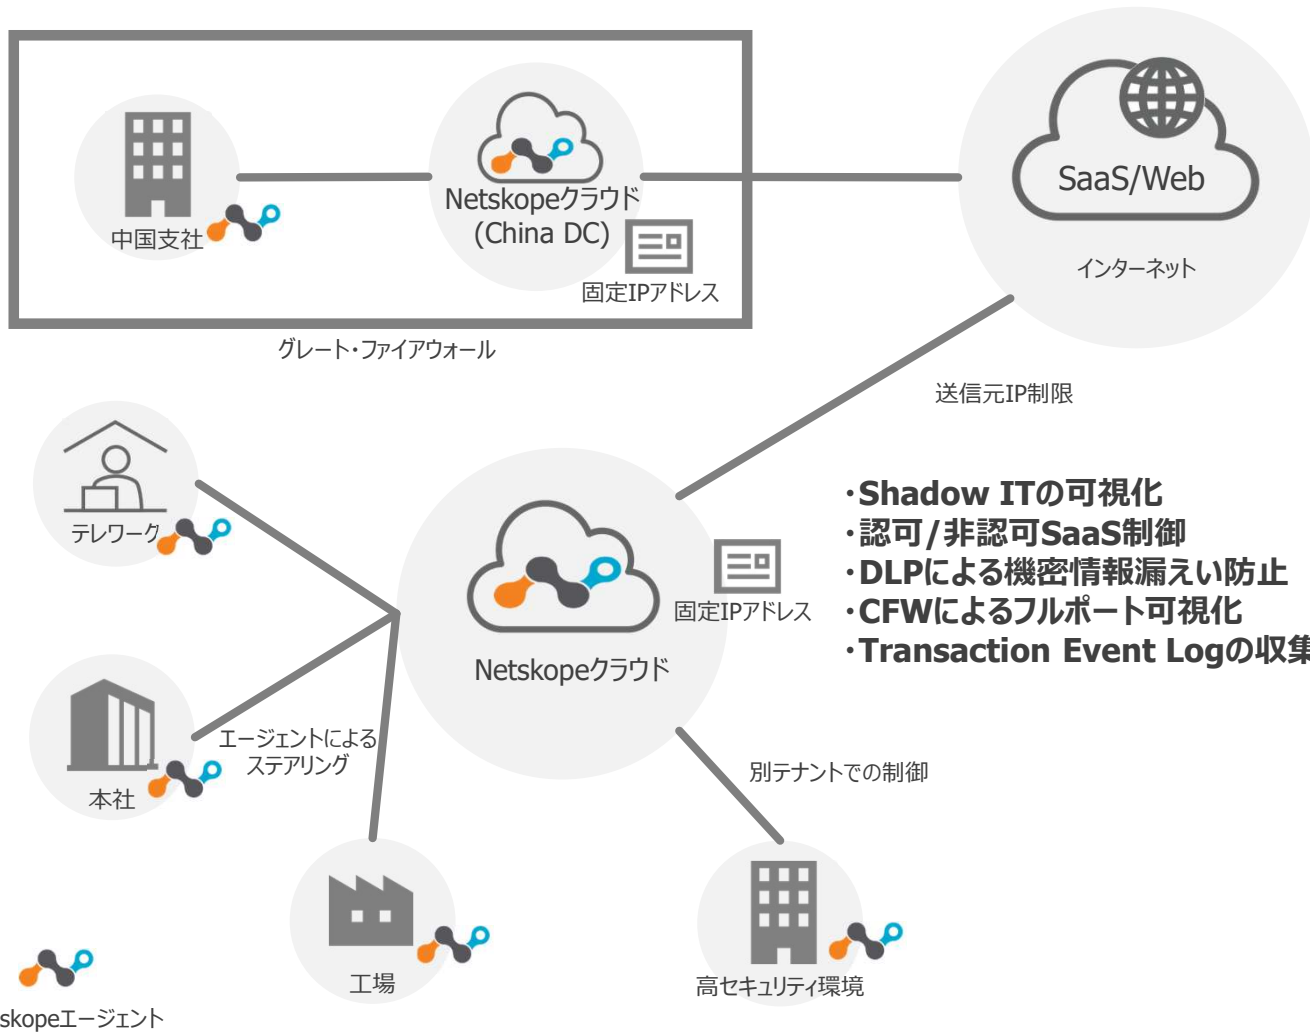 SaaS/Web
インターネット
Netskopeクラウド
(China DC)
中国支社
固定IPアドレス
グレート・ファイアウォール
送信元IP制限
テレワーク
・Shadow ITの可視化
・認可/非認可SaaS制御
・DLPによる機密情報漏えい防止
・CFWによるフルポート可視化
・Transaction Event Logの収集
固定IPアドレス
Netskopeクラウド
エージェントによる
ステアリング
本社
別テナントでの制御
工場
高セキュリティ環境
skopeエージェント